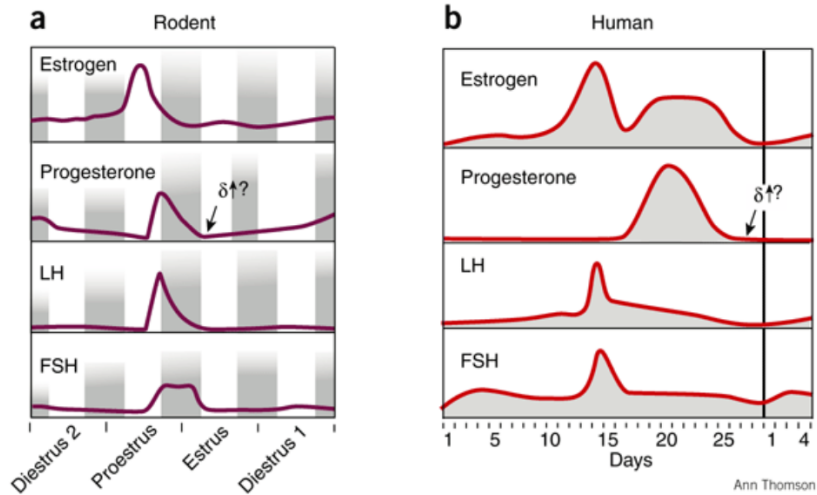 a Rodent
Estrogen
Progesterone
δ↑?
LH
FSH
Diestrus 2
Proestrus
Estrus
Diestrus 1
b Human
Estrogen
Progesterone
δ↑?
LH
FSH
1 5 10 15 20 25 1 4
Days
Ann Thomson